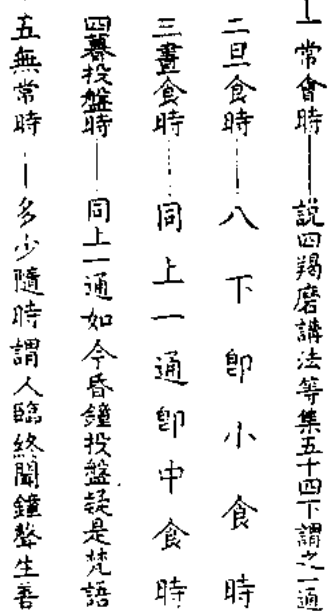 一常會時——說四羯磨講法等集五十四下謂之一通
二旦食時——八下即小食時
三晝食時——同上一通即中食時
四暮投盤時——同上一通如今昏鐘投盤疑是梵語
五無常時——多少隨時謂人臨終聞鐘聲生善